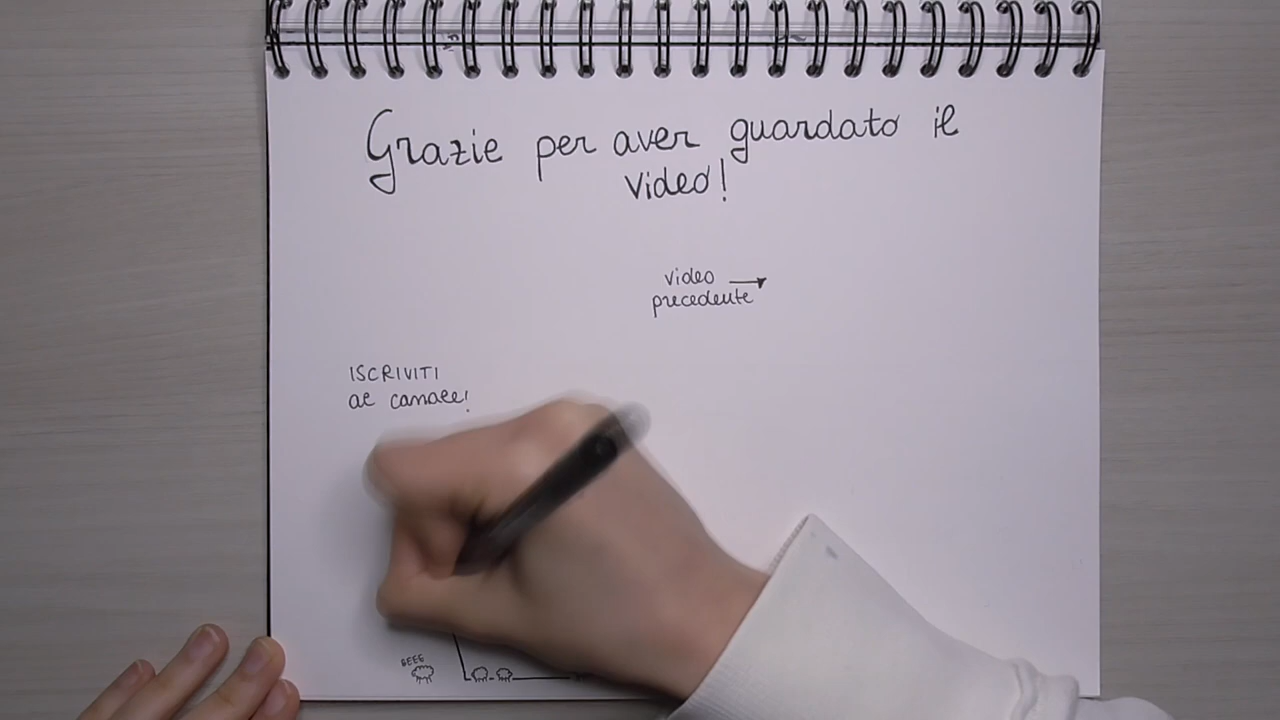 Grazie per aver guardato il
video!
video
precedente
ISCRIVITI
al canale!
BEEE